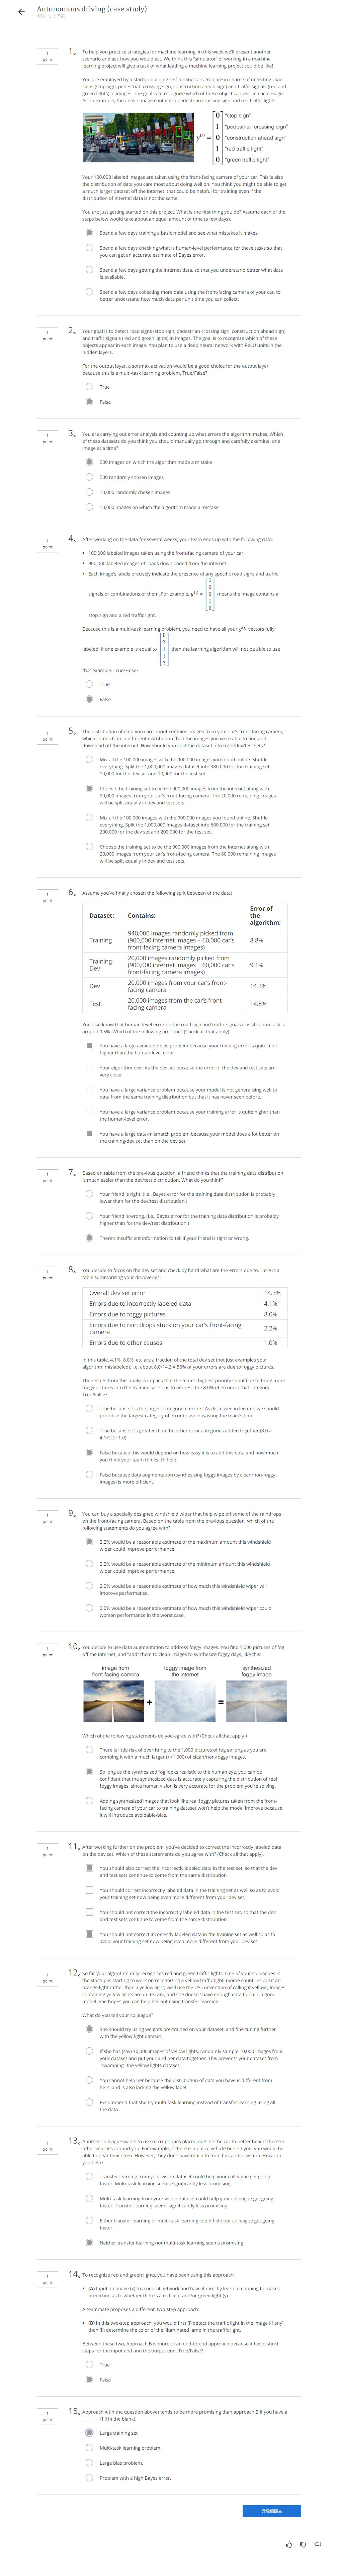 Autonomous driving (case study)
1
point
1.
To help you practice strategies for machine learning, in this week we'll present another
scenario and ask how you would act. We think this "simulator" of working in a machine
learning project will give a task of what leading a machine learning project could be like!
You are employed by a startup building self-driving cars. You are in charge of detecting road
signs (stop sign, pedestrian crossing sign, construction ahead sign) and traffic signals (red and
green lights) in images. The goal is to recognize which of these objects appear in each image.
As an example, the above image contains a pedestrian crossing sign and red traffic lights
y(i) =
0 "stop sign"
1 "pedestrian crossing sign"
0 "construction ahead sign"
1 "red traffic light"
0 "green traffic light"
Your 100,000 labeled images are taken using the front-facing camera of your car. This is also
the distribution of data you care most about doing well on. You think you might be able to get
a much larger dataset off the internet, that could be helpful for training even if the
distribution of internet data is not the same.
You are just getting started on this project. What is the first thing you do? Assume each of the
steps below would take about an equal amount of time (a few days).
Spend a few days training a basic model and see what mistakes it makes.
Spend a few days checking what is human-level performance for these tasks so that
you can get an accurate estimate of Bayes error.
Spend a few days getting the internet data, so that you understand better what data
is available.
Spend a few days collecting more data using the front-facing camera of your car, to
better understand how much data per unit time you can collect.
1
point
2.
Your goal is to detect road signs (stop sign, pedestrian crossing sign, construction ahead sign)
and traffic signals (red and green lights) in images. The goal is to recognize which of these
objects appear in each image. You plan to use a deep neural network with ReLU units in the
hidden layers.
For the output layer, a softmax activation would be a good choice for the output layer
because this is a multi-task learning problem. True/False?
True
False
1
point
3.
You are carrying out error analysis and counting up what errors the algorithm makes. Which
of these datasets do you think you should manually go through and carefully examine, one
image at a time?
500 images on which the algorithm made a mistake
500 randomly chosen images
10,000 randomly chosen images
10,000 images on which the algorithm made a mistake
1
point
4.
After working on the data for several weeks, your team ends up with the following data:
• 100,000 labeled images taken using the front-facing camera of your car.
• 900,000 labeled images of roads downloaded from the internet.
• Each image's labels precisely indicate the presence of any specific road signs and traffic
signals or combinations of them. For example, y(i) =
1
0
0
1
0
means the image contains a
stop sign and a red traffic light.
Because this is a multi-task learning problem, you need to have all your y(i) vectors fully
labeled. If one example is equal to
0
?
1
1
?
then the learning algorithm will not be able to use
that example. True/False?
True
False
1
point
5.
The distribution of data you care about contains images from your car's front-facing camera;
which comes from a different distribution than the images you were able to find and
download off the internet. How should you split the dataset into train/dev/test sets?
Mix all the 100,000 images with the 900,000 images you found online. Shuffle
everything. Split the 1,000,000 images dataset into 980,000 for the training set,
10,000 for the dev set and 10,000 for the test set.
Choose the training set to be the 900,000 images from the internet along with
80,000 images from your car's front-facing camera. The 20,000 remaining images
will be split equally in dev and test sets.
Mix all the 100,000 images with the 900,000 images you found online. Shuffle
everything. Split the 1,000,000 images dataset into 600,000 for the training set,
200,000 for the dev set and 200,000 for the test set.
Choose the training set to be the 900,000 images from the internet along with
20,000 images from your car's front-facing camera. The 80,000 remaining images
will be split equally in dev and test sets.
1
point
6.
Assume you've finally chosen the following split between of the data:
Dataset: Contains: Error of the algorithm:
Training 940,000 images randomly picked from (900,000 internet images + 60,000 car's front-facing camera images) 8.8%
Training-Dev 20,000 images randomly picked from (900,000 internet images + 60,000 car's front-facing camera images) 9.1%
Dev 20,000 images from your car's front-facing camera 14.3%
Test 20,000 images from the car's front-facing camera 14.8%
You also know that human-level error on the road sign and traffic signals classification task is
around 0.5%. Which of the following are True? (Check all that apply).
You have a large avoidable-bias problem because your training error is quite a bit
higher than the human-level error.
Your algorithm overfits the dev set because the error of the dev and test sets are
very close.
You have a large variance problem because your model is not generalizing well to
data from the same training distribution but that it has never seen before.
You have a large variance problem because your training error is quite higher than
the human-level error.
You have a large data-mismatch problem because your model does a lot better on
the training-dev set than on the dev set
1
point
7.
Based on table from the previous question, a friend thinks that the training data distribution
is much easier than the dev/test distribution. What do you think?
Your friend is right. (I.e., Bayes error for the training data distribution is probably
lower than for the dev/test distribution.)
Your friend is wrong. (I.e., Bayes error for the training data distribution is probably
higher than for the dev/test distribution.)
There's insufficient information to tell if your friend is right or wrong.
1
point
8.
You decide to focus on the dev set and check by hand what are the errors due to. Here is a
table summarizing your discoveries:
Overall dev set error 14.3%
Errors due to incorrectly labeled data 4.1%
Errors due to foggy pictures 8.0%
Errors due to rain drops stuck on your car's front-facing camera 2.2%
Errors due to other causes 1.0%
In this table, 4.1%, 8.0%, etc.are a fraction of the total dev set (not just examples your
algorithm mislabeled). I.e. about 8.0/14.3 = 56% of your errors are due to foggy pictures.
The results from this analysis implies that the team's highest priority should be to bring more
foggy pictures into the training set so as to address the 8.0% of errors in that category.
True/False?
True because it is the largest category of errors. As discussed in lecture, we should
prioritize the largest category of error to avoid wasting the team's time.
True because it is greater than the other error categories added together (8.0 >
4.1+2.2+1.0).
False because this would depend on how easy it is to add this data and how much
you think your team thinks it'll help.
False because data augmentation (synthesizing foggy images by clean/non-foggy
images) is more efficient.
1
point
9.
You can buy a specially designed windshield wiper that help wipe off some of the raindrops
on the front-facing camera. Based on the table from the previous question, which of the
following statements do you agree with?
2.2% would be a reasonable estimate of the maximum amount this windshield
wiper could improve performance.
2.2% would be a reasonable estimate of the minimum amount this windshield
wiper could improve performance.
2.2% would be a reasonable estimate of how much this windshield wiper will
improve performance.
2.2% would be a reasonable estimate of how much this windshield wiper could
worsen performance in the worst case.
1
point
10.
You decide to use data augmentation to address foggy images. You find 1,000 pictures of fog
off the internet, and "add" them to clean images to synthesize foggy days, like this:
image from front-facing camera
foggy image from the internet
synthesized foggy image
+
=
Which of the following statements do you agree with? (Check all that apply.)
There is little risk of overfitting to the 1,000 pictures of fog so long as you are
combing it with a much larger (>>1,000) of clean/non-foggy images.
So long as the synthesized fog looks realistic to the human eye, you can be
confident that the synthesized data is accurately capturing the distribution of real
foggy images, since human vision is very accurate for the problem you're solving.
Adding synthesized images that look like real foggy pictures taken from the front-
facing camera of your car to training dataset won't help the model improve because
it will introduce avoidable-bias.
1
point
11.
After working further on the problem, you've decided to correct the incorrectly labeled data
on the dev set. Which of these statements do you agree with? (Check all that apply).
You should also correct the incorrectly labeled data in the test set, so that the dev
and test sets continue to come from the same distribution
You should correct incorrectly labeled data in the training set as well so as to avoid
your training set now being even more different from your dev set.
You should not correct the incorrectly labeled data in the test set, so that the dev
and test sets continue to come from the same distribution
You should not correct incorrectly labeled data in the training set as well so as to
avoid your training set now being even more different from your dev set.
1
point
12.
So far your algorithm only recognizes red and green traffic lights. One of your colleagues in
the startup is starting to work on recognizing a yellow traffic light. (Some countries call it an
orange light rather than a yellow light; we'll use the US convention of calling it yellow.) Images
containing yellow lights are quite rare, and she doesn't have enough data to build a good
model. She hopes you can help her out using transfer learning.
What do you tell your colleague?
She should try using weights pre-trained on your dataset, and fine-tuning further
with the yellow-light dataset.
If she has (say) 10,000 images of yellow lights, randomly sample 10,000 images from
your dataset and put your and her data together. This prevents your dataset from
"swamping" the yellow lights dataset.
You cannot help her because the distribution of data you have is different from
hers, and is also lacking the yellow label.
Recommend that she try multi-task learning instead of transfer learning using all
the data.
1
point
13.
Another colleague wants to use microphones placed outside the car to better hear if there're
other vehicles around you. For example, if there is a police vehicle behind you, you would be
able to hear their siren. However, they don't have much to train this audio system. How can
you help?
Transfer learning from your vision dataset could help your colleague get going
faster. Multi-task learning seems significantly less promising.
Multi-task learning from your vision dataset could help your colleague get going
faster. Transfer learning seems significantly less promising.
Either transfer learning or multi-task learning could help our colleague get going
faster.
Neither transfer learning nor multi-task learning seems promising.
1
point
14.
To recognize red and green lights, you have been using this approach:
• (A) Input an image (x) to a neural network and have it directly learn a mapping to make a
prediction as to whether there's a red light and/or green light (y).
A teammate proposes a different, two-step approach:
• (B) In this two-step approach, you would first (i) detect the traffic light in the image (if any),
then (ii) determine the color of the illuminated lamp in the traffic light.
Between these two, Approach B is more of an end-to-end approach because it has distinct
steps for the input end and the output end. True/False?
True
False
1
point
15.
Approach A (in the question above) tends to be more promising than approach B if you have a
________ (fill in the blank).
Large training set
Multi-task learning problem.
Large bias problem.
Problem with a high Bayes error.